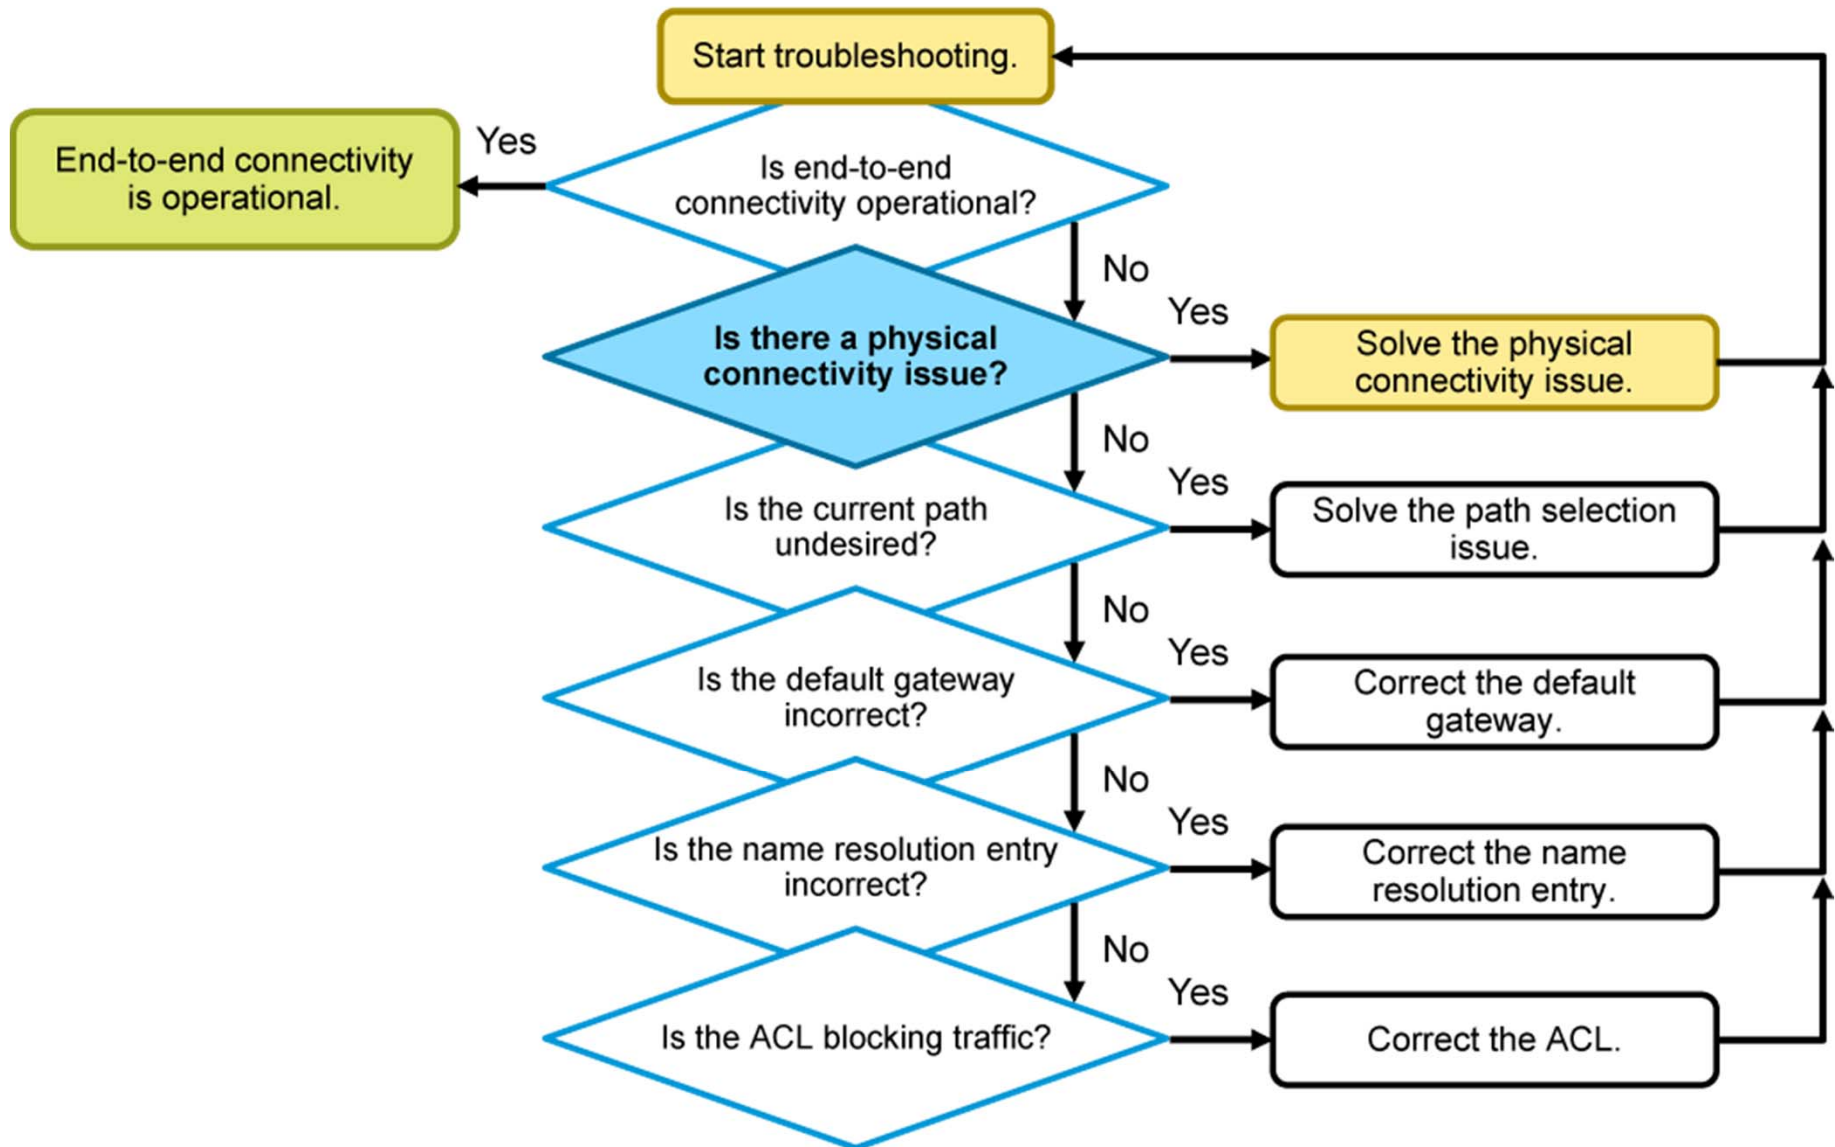 Start troubleshooting.
End-to-end connectivity
is operational.
Yes
Is end-to-end
connectivity operational?
No
Yes
Is there a physical
connectivity issue?
Solve the physical
connectivity issue.
No
Yes
Is the current path
undesired?
Solve the path selection
issue.
No
Yes
Is the default gateway
incorrect?
Correct the default
gateway.
No
Yes
Is the name resolution entry
incorrect?
Correct the name
resolution entry.
No
Yes
Is the ACL blocking traffic?
Correct the ACL.